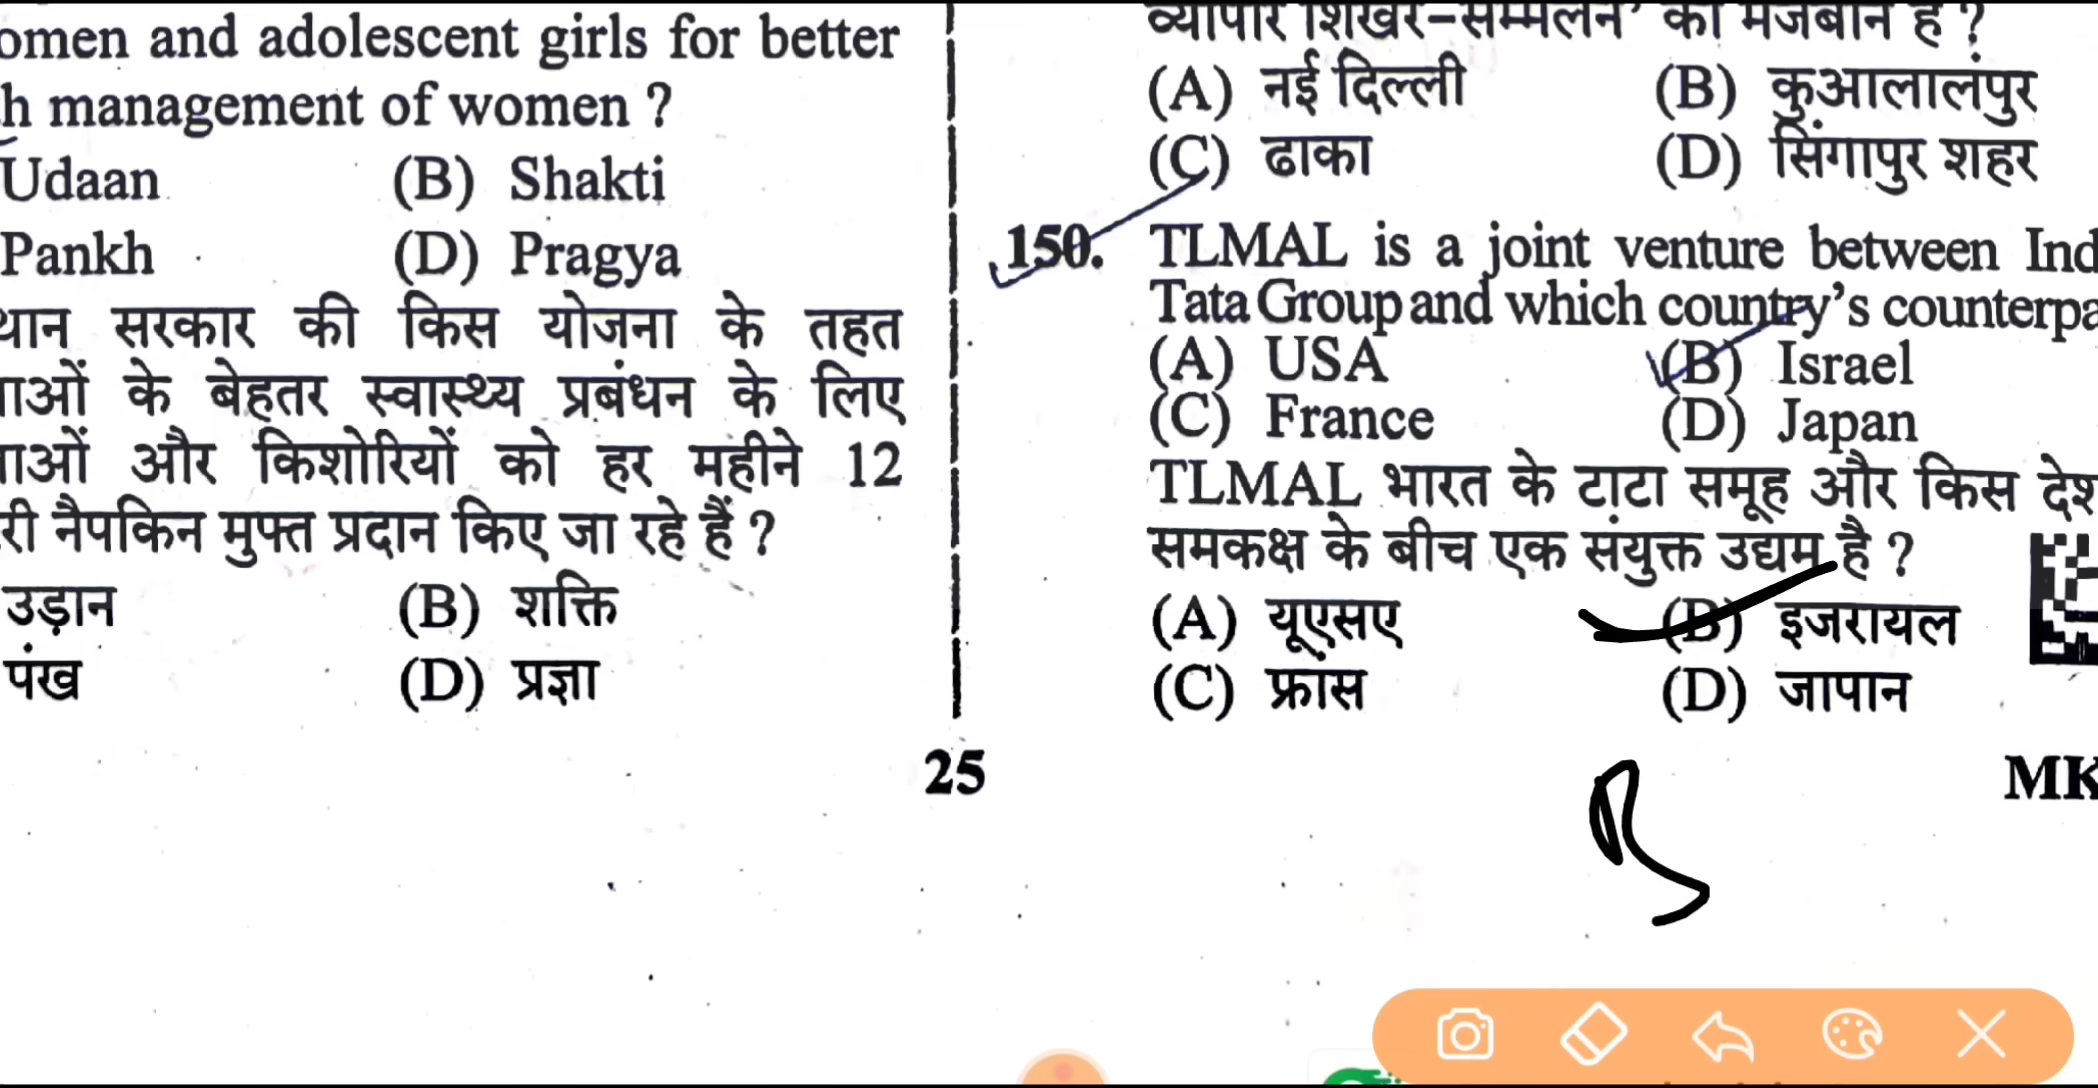 omen and adolescent girls for better
h management of women ?
Udaan (B) Shakti
Pankh (D) Pragya
थान सरकार की किस योजना के तहत
ाओं के बेहतर स्वास्थ्य प्रबंधन के लिए
ाओं और किशोरियों को हर महीने 12
री नैपकिन मुफ्त प्रदान किए जा रहे हैं ?
उड़ान (B) शक्ति
पंख (D) प्रज्ञा
व्यापार शिखर-सम्मेलन’ का मेजबान है ?
(A) नई दिल्ली (B) कुआलालंपुर
(C) ढाका (D) सिंगापुर शहर
150. TLMAL is a joint venture between Ind
Tata Group and which country’s counterpa
(A) USA (B) Israel
(C) France (D) Japan
TLMAL भारत के टाटा समूह और किस देश
समकक्ष के बीच एक संयुक्त उद्यम है ?
(A) यूएसए (B) इजरायल
(C) फ्रांस (D) जापान
25
MK
B